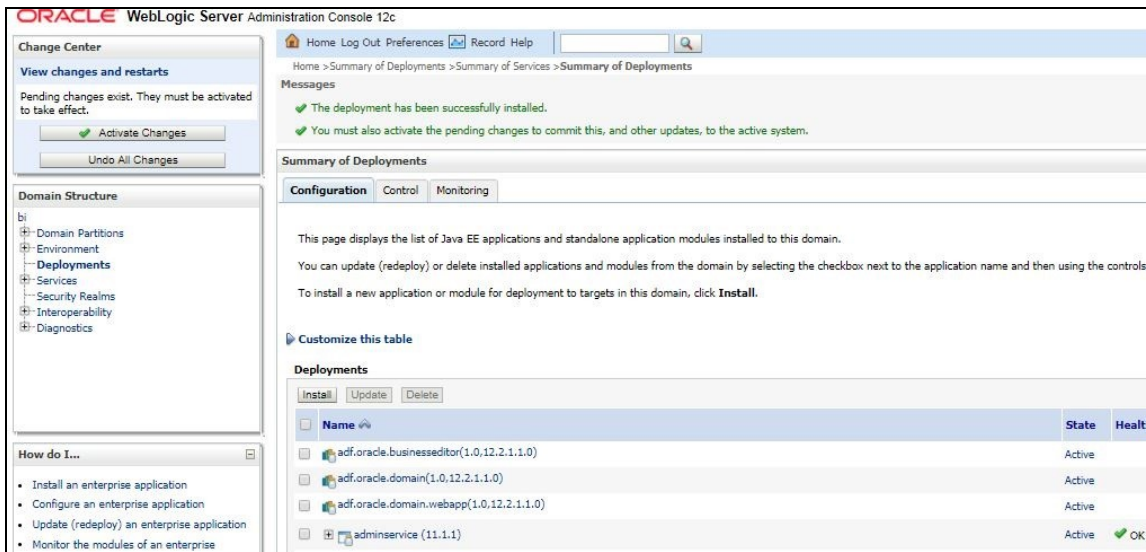 ORACLE WebLogic Server Administration Console 12c
Change Center
View changes and restarts
Pending changes exist. They must be activated
to take effect.
Activate Changes
Undo All Changes
Domain Structure
bi
Domain Partitions
Environment
Deployments
Services
Security Realms
Interoperability
Diagnostics
How do I...
• Install an enterprise application
• Configure an enterprise application
• Update (redeploy) an enterprise application
• Monitor the modules of an enterprise
Home Log Out Preferences Record Help
Home >Summary of Deployments >Summary of Services >Summary of Deployments
Messages
The deployment has been successfully installed.
You must also activate the pending changes to commit this, and other updates, to the active system.
Summary of Deployments
Configuration Control Monitoring
This page displays the list of Java EE applications and standalone application modules installed to this domain.
You can update (redeploy) or delete installed applications and modules from the domain by selecting the checkbox next to the application name and then using the controls
To install a new application or module for deployment to targets in this domain, click Install.
Customize this table
Deployments
Install Update Delete
Name State Healt
adf.oracle.businesseditor(1.0,12.2.1.1.0) Active
adf.oracle.domain(1.0,12.2.1.1.0) Active
adf.oracle.domain.webapp(1.0,12.2.1.1.0) Active
adminservice (11.1.1) Active OK